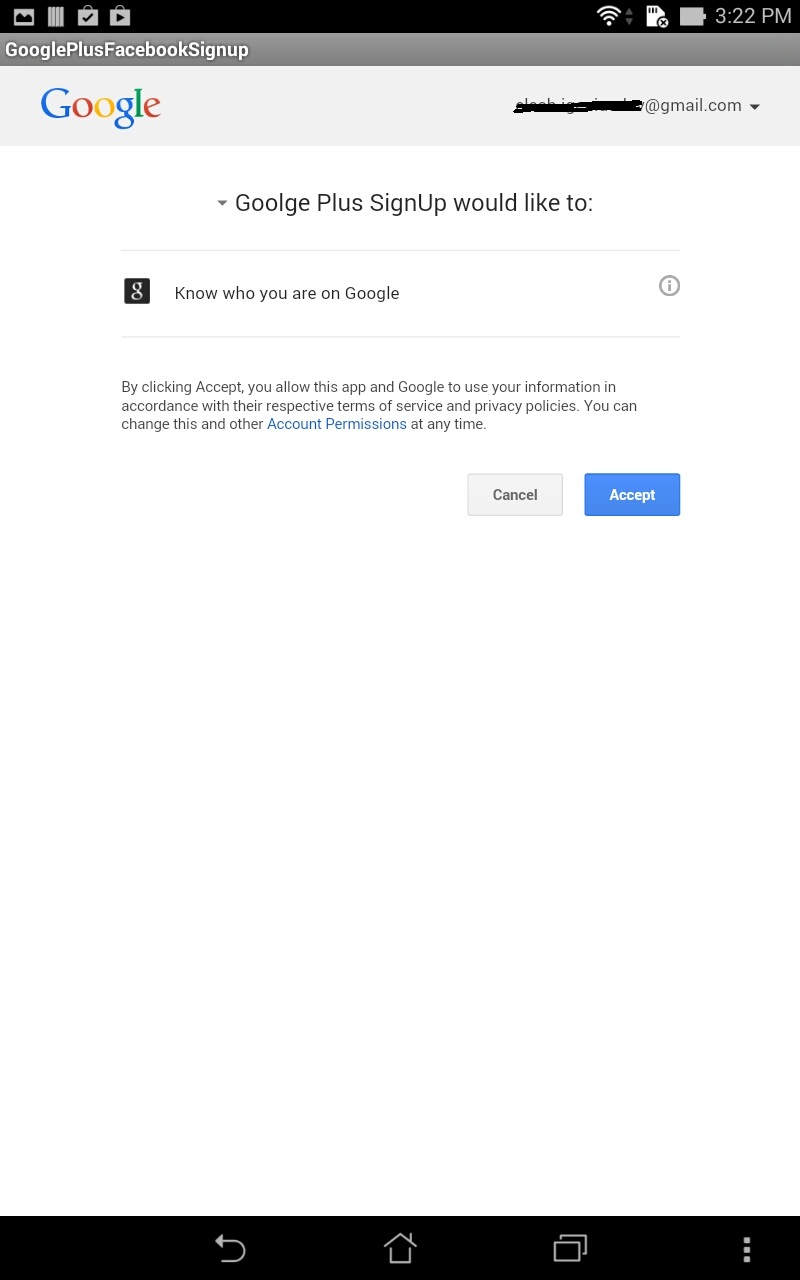 3:22 PM
GooglePlusFacebookSignup
Google
@gmail.com
Goolge Plus SignUp would like to:
g
Know who you are on Google
By clicking Accept, you allow this app and Google to use your information in
accordance with their respective terms of service and privacy policies. You can
change this and other Account Permissions at any time.
Cancel
Accept